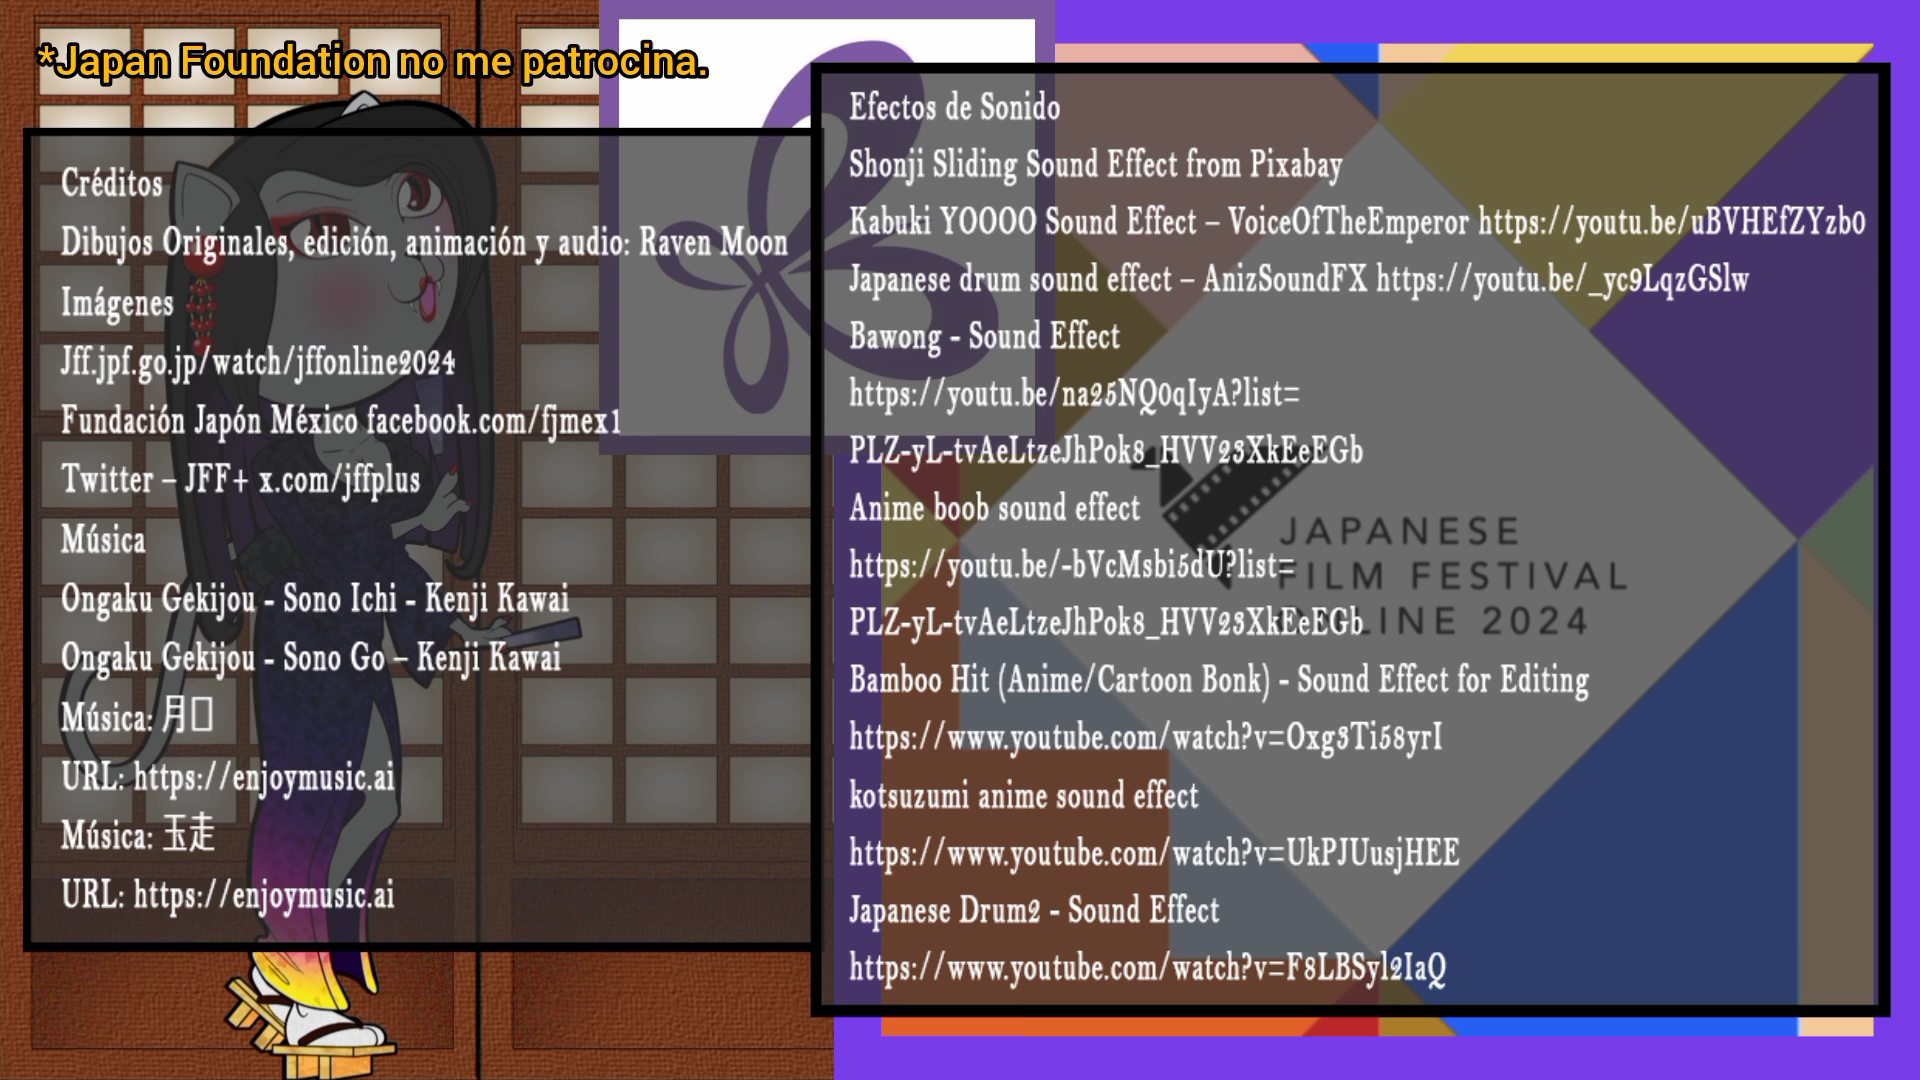 *Japan Foundation no me patrocina.
Créditos
Dibujos Originales, edición, animación y audio: Raven Moon
Imágenes
Jff.jpf.go.jp/watch/jffonline2024
Fundación Japón México facebook.com/fjmex1
Twitter – JFF+ x.com/jffplus
Música
Ongaku Gekijou - Sono Ichi - Kenji Kawai
Ongaku Gekijou - Sono Go – Kenji Kawai
Música: 月□
URL: https://enjoymusic.ai
Música: 玉走
URL: https://enjoymusic.ai
Efectos de Sonido
Shonji Sliding Sound Effect from Pixabay
Kabuki YOOOO Sound Effect – VoiceOfTheEmperor https://youtu.be/uBVHEfZYzb0
Japanese drum sound effect – AnizSoundFX https://youtu.be/_yc9LqzGSlw
Bawong - Sound Effect
https://youtu.be/na25NQ0qIyA?list=
PLZ-yL-tvAeLtzeJhPok8_HVV23XkEeEGb
Anime boob sound effect
https://youtu.be/-bVcMsbi5dU?list=
PLZ-yL-tvAeLtzeJhPok8_HVV23XkEeEGb
Bamboo Hit (Anime/Cartoon Bonk) - Sound Effect for Editing
https://www.youtube.com/watch?v=Oxg3Ti58yrI
kotsuzumi anime sound effect
https://www.youtube.com/watch?v=UkPJUusjHEE
Japanese Drum2 - Sound Effect
https://www.youtube.com/watch?v=F8LBSyl2IaQ
JAPANESE
FILM FESTIVAL
ONLINE 2024